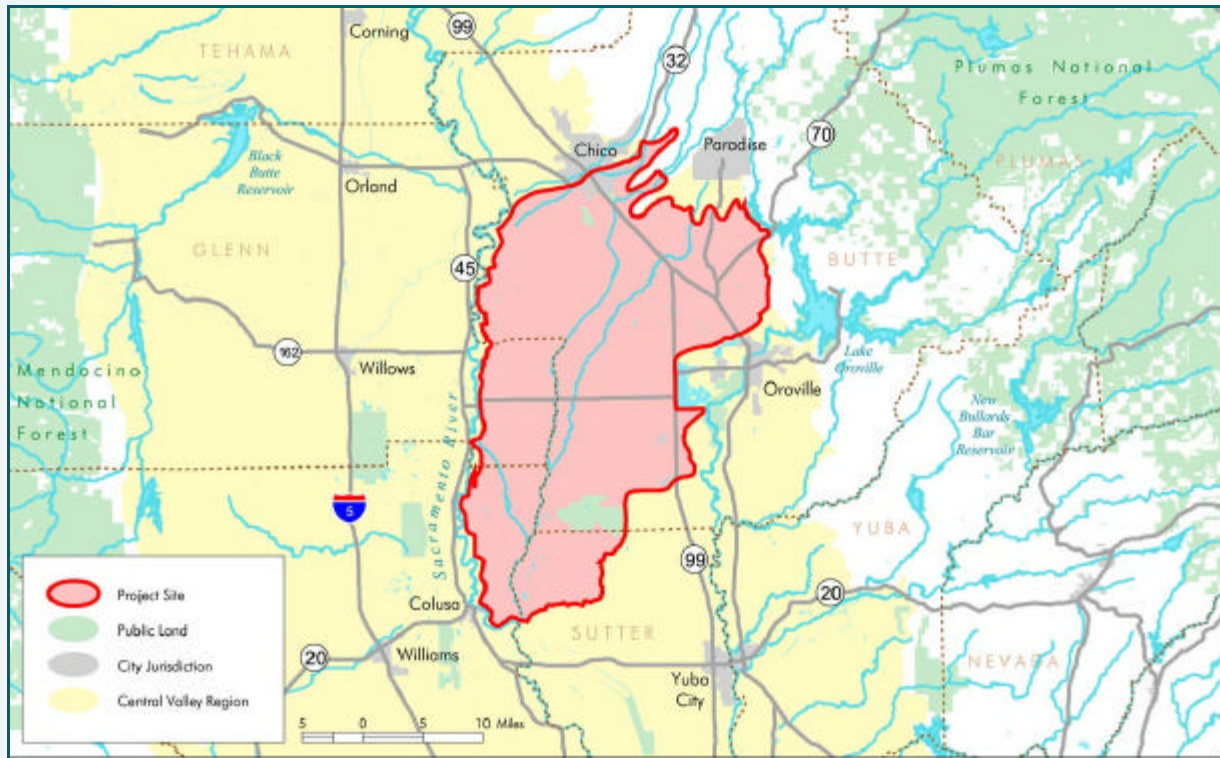 Corning
99
TEHAMA
32
Plumas National
Forest
70
Chico
Paradise
PLUMAS
Black
Butte
Reservoir
Orland
GLENN
45
BUTTE
162
Willows
Mendocino
National
Forest
Lake
Oroville
Oroville
New
Bullards
Bar
Reservoir
Sacramento River
5
YUBA
99
20
Colusa
SUTTER
20
Williams
Yuba
City
NEVADA
Project Site
Public Land
City Jurisdiction
Central Valley Region
5 0 5 10 Miles